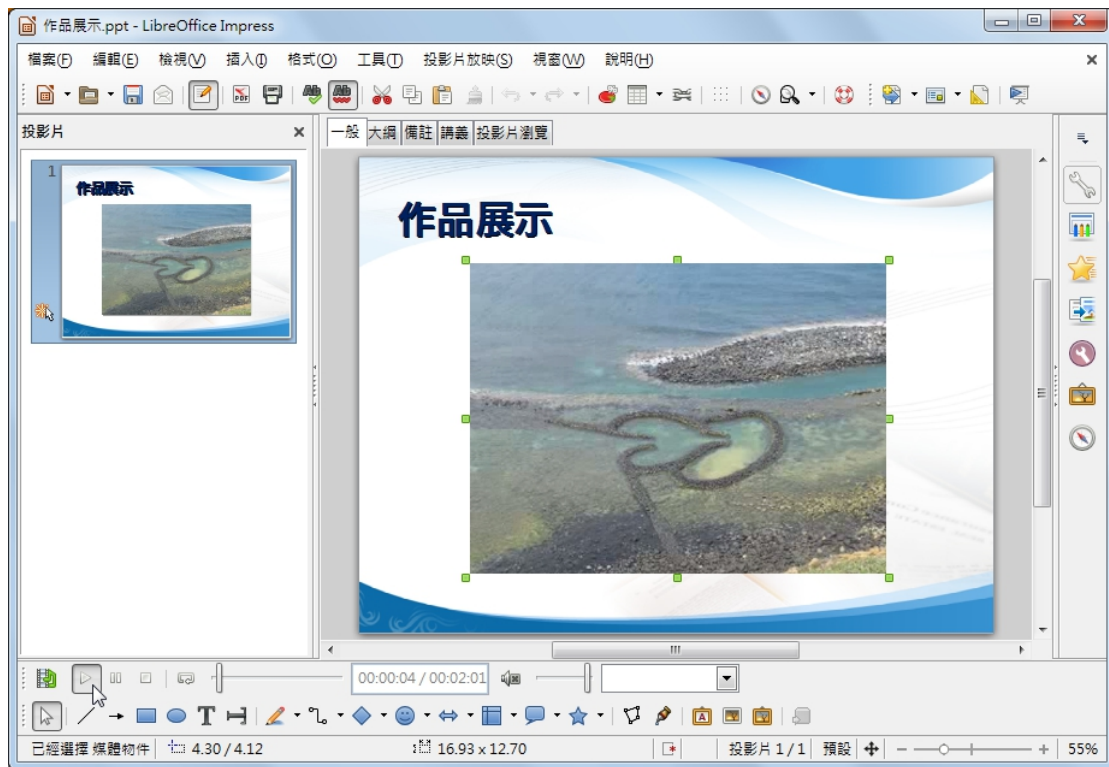 作品展示.ppt - LibreOffice Impress
檔案(F) 編輯(E) 檢視(V) 插入(I) 格式(O) 工具(T) 投影片放映(S) 視窗(W) 說明(H)
投影片
一般 大綱 備註 講義 投影片瀏覽
1
作品展示
作品展示
00:00:04 / 00:02:01
已經選擇 媒體物件 4.30 / 4.12 16.93 x 12.70 投影片 1 / 1 預設 55%